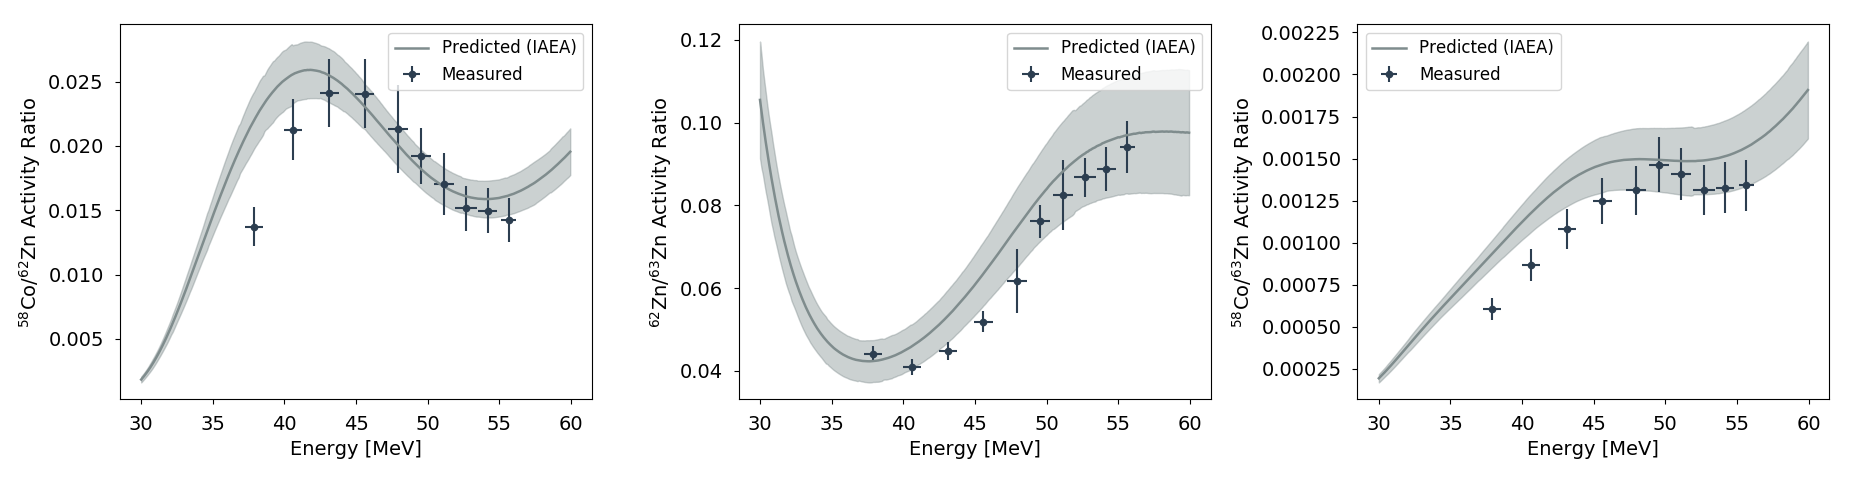 Predicted (IAEA)
Measured
0.025
0.020
0.015
0.010
0.005
30 35 40 45 50 55 60
Energy [MeV]
⁵⁸Co/⁶²Zn Activity Ratio
Predicted (IAEA)
Measured
0.12
0.10
0.08
0.06
0.04
30 35 40 45 50 55 60
Energy [MeV]
⁶²Zn/⁶³Zn Activity Ratio
Predicted (IAEA)
Measured
0.00225
0.00200
0.00175
0.00150
0.00125
0.00100
0.00075
0.00050
0.00025
30 35 40 45 50 55 60
Energy [MeV]
⁵⁸Co/⁶³Zn Activity Ratio